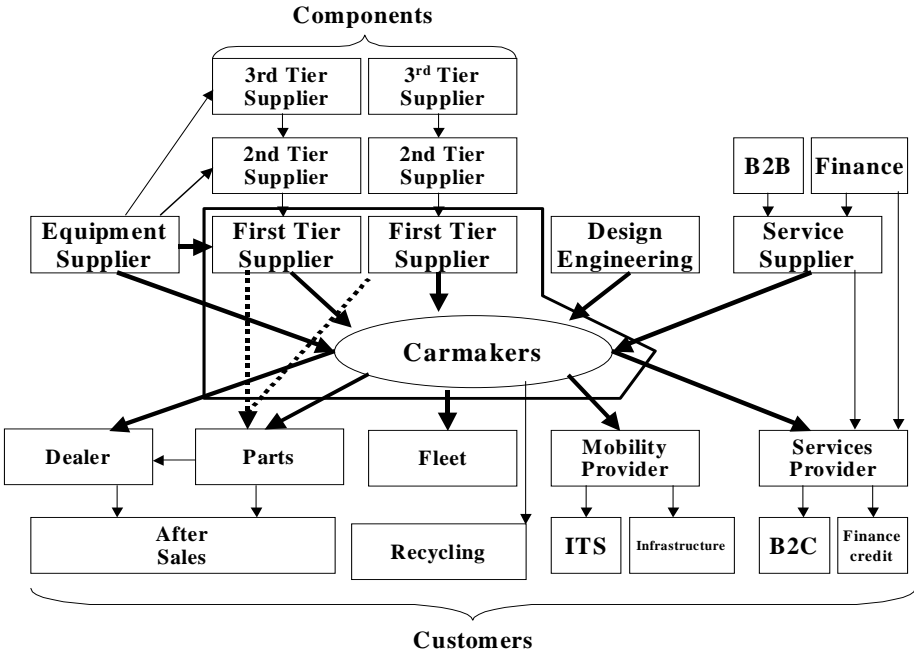 Components
3rd Tier
Supplier
3rd Tier
Supplier
2nd Tier
Supplier
2nd Tier
Supplier
B2B
Finance
Equipment
Supplier
First Tier
Supplier
First Tier
Supplier
Design
Engineering
Service
Supplier
Carmakers
Dealer
Parts
Fleet
Mobility
Provider
Services
Provider
After
Sales
Recycling
ITS
Infrastructure
B2C
Finance
credit
Customers